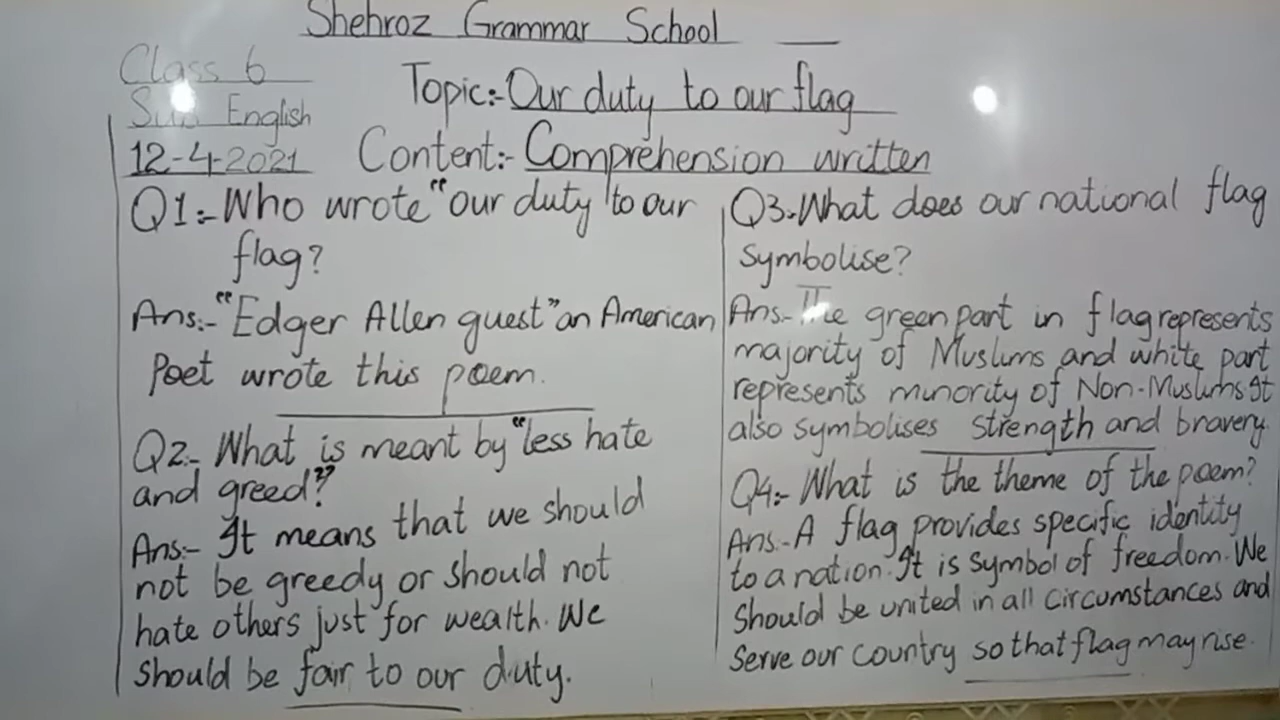 Shehroz Grammar School
Class 6
Sub English
12-4-2021
Topic:- Our duty to our flag
Content:- Comprehension written
Q1:- Who wrote "our duty to our
flag?
Ans:- "Edger Allen guest" an American
Poet wrote this poem.
Q2:- What is meant by "less hate
and greed"?
Ans:- It means that we should
not be greedy or should not
hate others just for wealth. We
should be fair to our duty.
Q3.What does our national flag
symbolise?
Ans.- The green part in flag represents
majority of Muslims and white part
represents minority of Non-Muslims It
also symbolises strength and bravery.
Q4:- What is the theme of the poem?
Ans.- A flag provides specific identity
to a nation. It is symbol of freedom. We
should be united in all circumstances and
serve our country so that flag may rise.